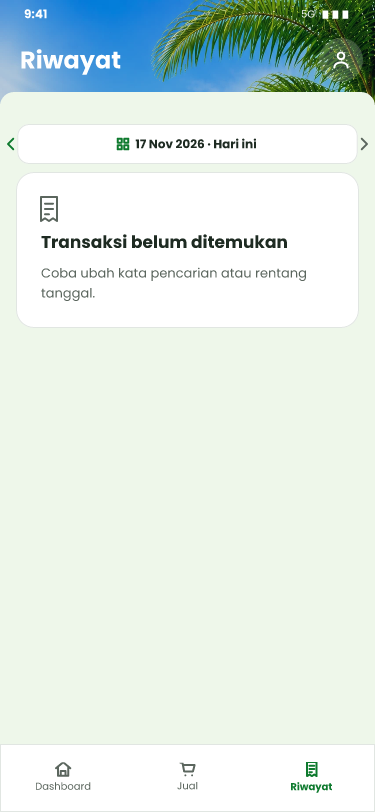 9:41
5G
Riwayat
17 Nov 2026 · Hari ini
Transaksi belum ditemukan
Coba ubah kata pencarian atau rentang
tanggal.
Dashboard
Jual
Riwayat